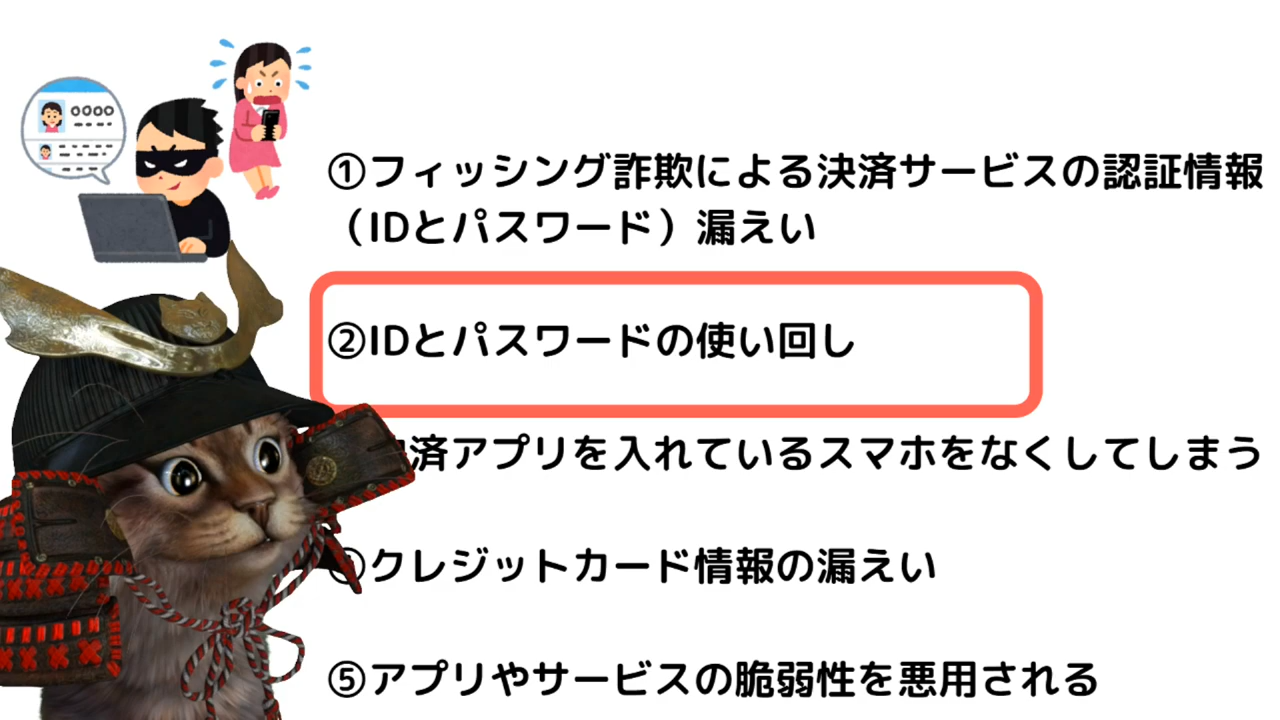 ①フィッシング詐欺による決済サービスの認証情報
（IDとパスワード）漏えい
②IDとパスワードの使い回し
済アプリを入れているスマホをなくしてしまう
クレジットカード情報の漏えい
⑤アプリやサービスの脆弱性を悪用される